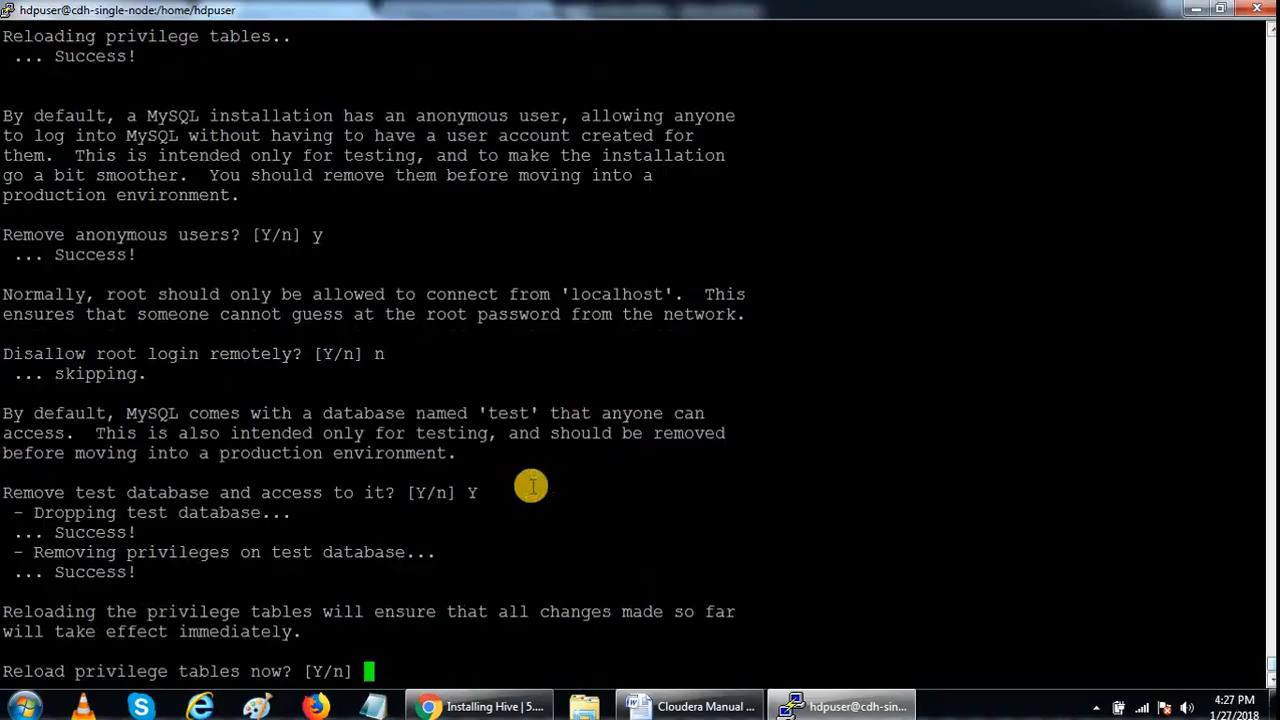 hdpuser@cdh-single-node:/home/hdpuser
Reloading privilege tables..
 ... Success!
By default, a MySQL installation has an anonymous user, allowing anyone
to log into MySQL without having to have a user account created for
them.  This is intended only for testing, and to make the installation
go a bit smoother.  You should remove them before moving into a
production environment.
Remove anonymous users? [Y/n] y
 ... Success!
Normally, root should only be allowed to connect from 'localhost'.  This
ensures that someone cannot guess at the root password from the network.
Disallow root login remotely? [Y/n] n
 ... skipping.
By default, MySQL comes with a database named 'test' that anyone can
access.  This is also intended only for testing, and should be removed
before moving into a production environment.
Remove test database and access to it? [Y/n] Y
 - Dropping test database...
 ... Success!
 - Removing privileges on test database...
 ... Success!
Reloading the privilege tables will ensure that all changes made so far
will take effect immediately.
Reload privilege tables now? [Y/n]
Installing Hive | 5....
Cloudera Manual ...
hdpuser@cdh-sin...
4:27 PM
1/27/2018